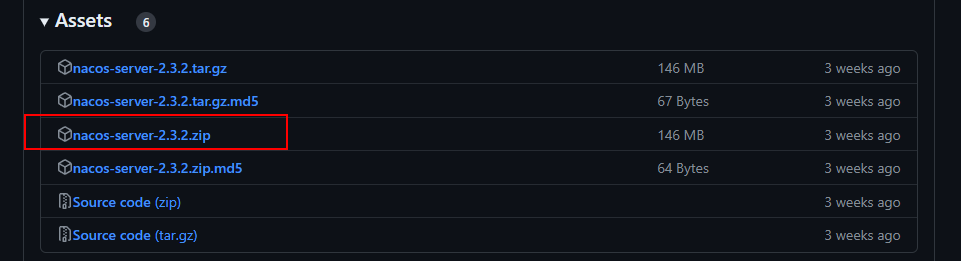 Assets 6
nacos-server-2.3.2.tar.gz 146 MB 3 weeks ago
nacos-server-2.3.2.tar.gz.md5 67 Bytes 3 weeks ago
nacos-server-2.3.2.zip 146 MB 3 weeks ago
nacos-server-2.3.2.zip.md5 64 Bytes 3 weeks ago
Source code (zip) 3 weeks ago
Source code (tar.gz) 3 weeks ago